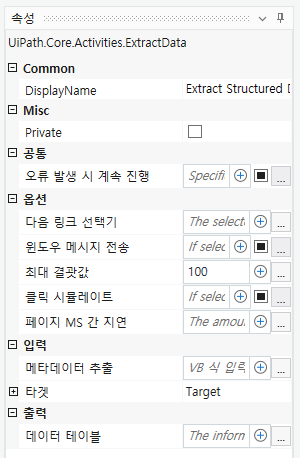 속성
UiPath.Core.Activities.ExtractData
Common
DisplayName Extract Structured D
Misc
Private
공통
오류 발생 시 계속 진행 Specifi ...
옵션
다음 링크 선택기 The selecto ...
윈도우 메시지 전송 If selec ...
최대 결괏값 100 ...
클릭 시뮬레이트 If selec ...
페이지 MS 간 지연 The amour ...
입력
메타데이터 추출 VB 식 입력 ...
타겟 Target
출력
데이터 테이블 The inform ...